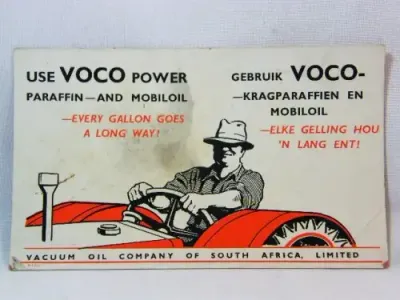 USE VOCO POWER
PARAFFIN—AND MOBILOIL
—EVERY GALLON GOES
A LONG WAY!
GEBRUIK VOCO-
—KRAGPARAFFIEN EN
MOBILOIL
—ELKE GELLING HOU
'N LANG ENT!
VACUUM OIL COMPANY OF SOUTH AFRICA, LIMITED